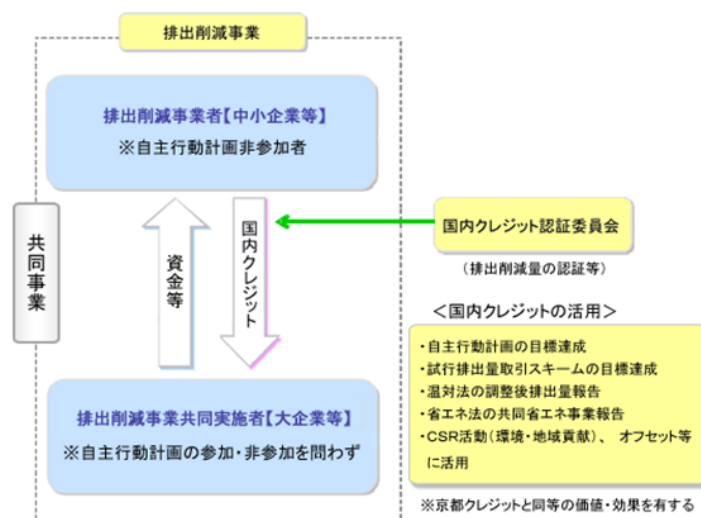 排出削減事業
排出削減事業者【中小企業等】
※自主行動計画非参加者
共同事業
資金等
国内クレジット
国内クレジット認証委員会
(排出削減量の認証等)
＜国内クレジットの活用＞
・自主行動計画の目標達成
・試行排出量取引スキームの目標達成
・温対法の調整後排出量報告
・省エネ法の共同省エネ事業報告
・CSR活動(環境・地域貢献)、 オフセット等
に活用
※京都クレジットと同等の価値・効果を有する
排出削減事業共同実施者【大企業等】
※自主行動計画の参加・非参加を問わず